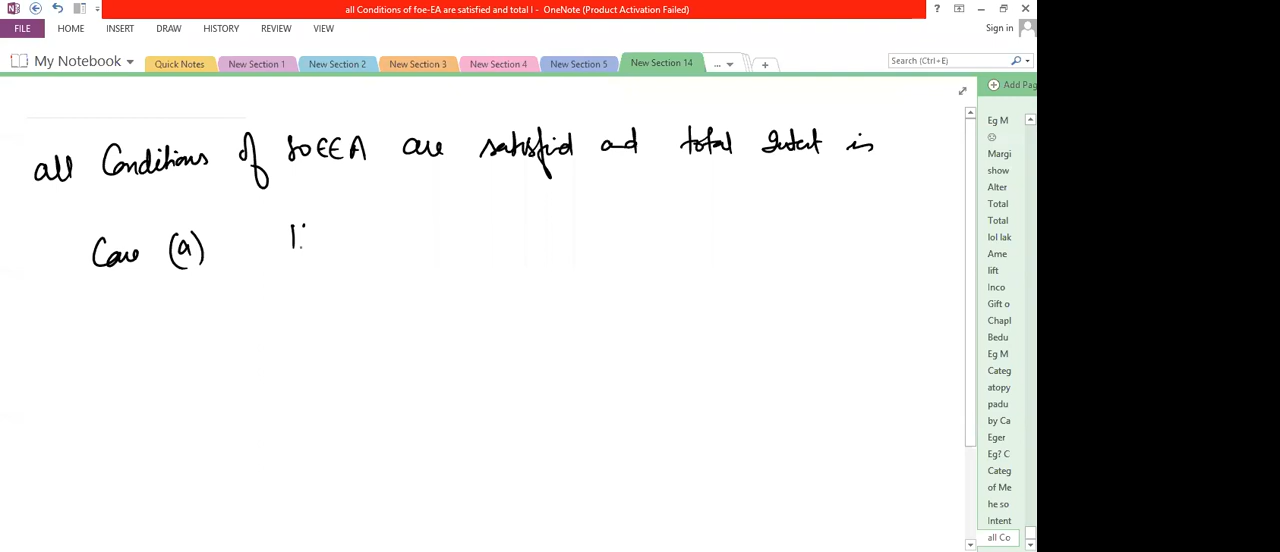 all Conditions of foe-EA are satisfied and total I - OneNote (Product Activation Failed)
? 
FILE HOME INSERT DRAW HISTORY REVIEW VIEW Sign in
My Notebook Quick Notes New Section 1 New Section 2 New Section 3 New Section 4 New Section 5 New Section 14 ... + Search (Ctrl+E)
Add Pag
all Conditions of 80EEA are satisfied and total Interest is
Case (a)
Eg M
Margi
show
Alter
Total
Total
lol lak
Ame
lift
Inco
Gift o
Chapl
Bedu
Eg M
Categ
atopy
padu
by Ca
Eger
Eg? C
Categ
of Me
he so
Intent
all Co